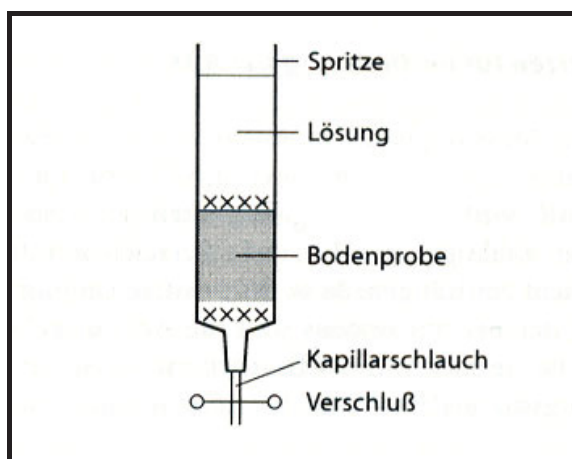 Spritze
Lösung
××××
Bodenprobe
××××
Kapillarschlauch
Verschluß